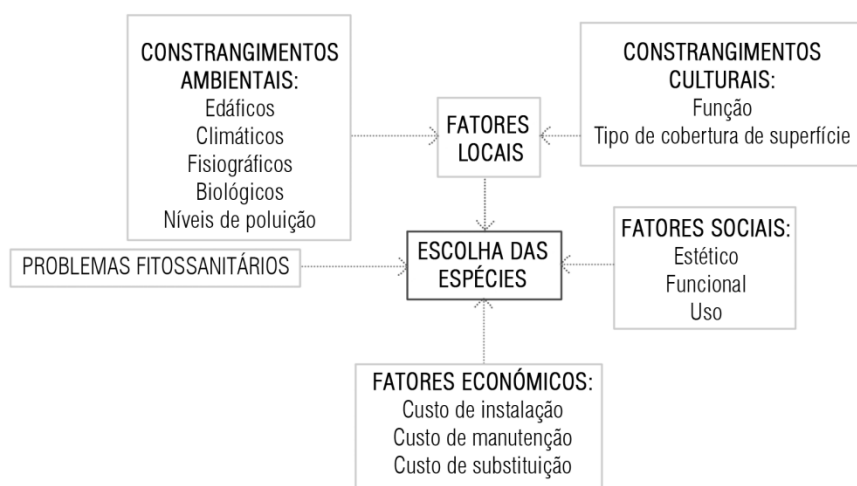 CONSTRANGIMENTOS
AMBIENTAIS:
Edáficos
Climáticos
Fisiográficos
Biológicos
Níveis de poluição
FATORES
LOCAIS
CONSTRANGIMENTOS
CULTURAIS:
Função
Tipo de cobertura de superfície
PROBLEMAS FITOSSANITÁRIOS
ESCOLHA DAS
ESPÉCIES
FATORES SOCIAIS:
Estético
Funcional
Uso
FATORES ECONÓMICOS:
Custo de instalação
Custo de manutenção
Custo de substituição